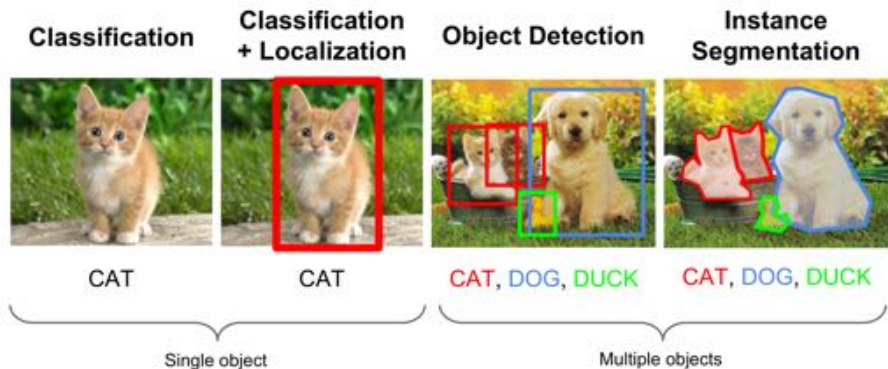 Classification
Classification
+ Localization
Object Detection
Instance
Segmentation
CAT
CAT
CAT, DOG, DUCK
CAT, DOG, DUCK
Single object
Multiple objects